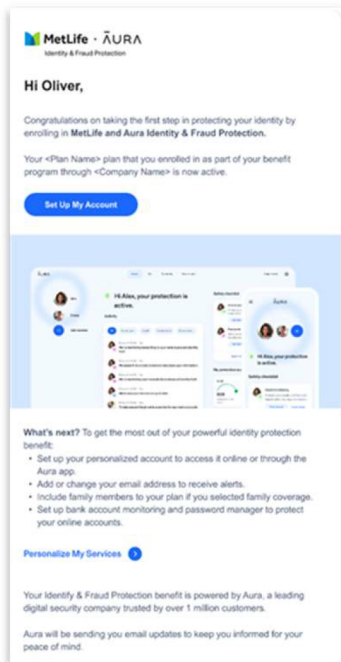 MetLife · AURA
Identity & Fraud Protection
Hi Oliver,
Congratulations on taking the first step in protecting your identity by
enrolling in MetLife and Aura Identity & Fraud Protection.
Your <Plan Name> plan that you enrolled in as part of your benefit
program through <Company Name> is now active.
Set Up My Account
Hi Alex, your protection is
active.
Hi Alex, your protection is
active.
What's next? To get the most out of your powerful identity protection
benefit:
• Set up your personalized account to access it online or through the
Aura app.
• Add or change your email address to receive alerts.
• Include family members to your plan if you selected family coverage.
• Set up bank account monitoring and password manager to protect
your online accounts.
Personalize My Services
Your Identify & Fraud Protection benefit is powered by Aura, a leading
digital security company trusted by over 1 million customers.
Aura will be sending you email updates to keep you informed for your
peace of mind.